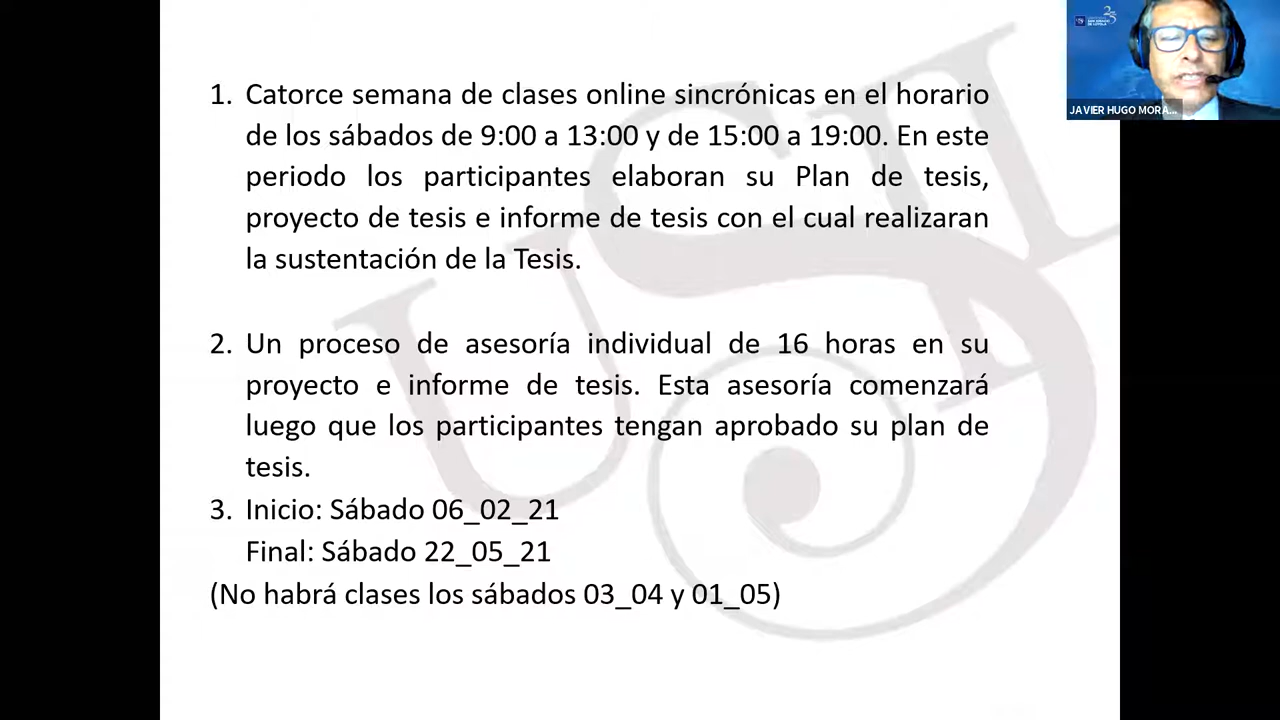 1. Catorce semana de clases online sincrónicas en el horario
de los sábados de 9:00 a 13:00 y de 15:00 a 19:00. En este
periodo los participantes elaboran su Plan de tesis,
proyecto de tesis e informe de tesis con el cual realizaran
la sustentación de la Tesis.
2. Un proceso de asesoría individual de 16 horas en su
proyecto e informe de tesis. Esta asesoría comenzará
luego que los participantes tengan aprobado su plan de
tesis.
3. Inicio: Sábado 06_02_21
Final: Sábado 22_05_21
(No habrá clases los sábados 03_04 y 01_05)
USIL
JAVIER HUGO MORA...